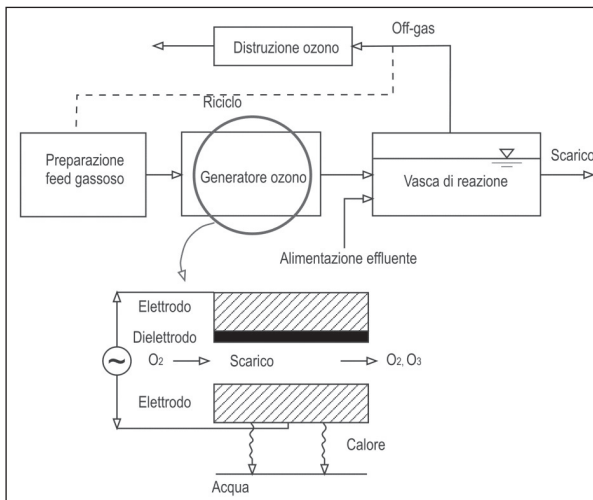 Off-gas
Distruzione ozono
Riciclo
Preparazione
feed gassoso
Generatore ozono
Vasca di reazione
Scarico
Alimentazione effluente
Elettrodo
Dielettrodo
~
O₂
Scarico
O₂, O₃
Elettrodo
Calore
Acqua